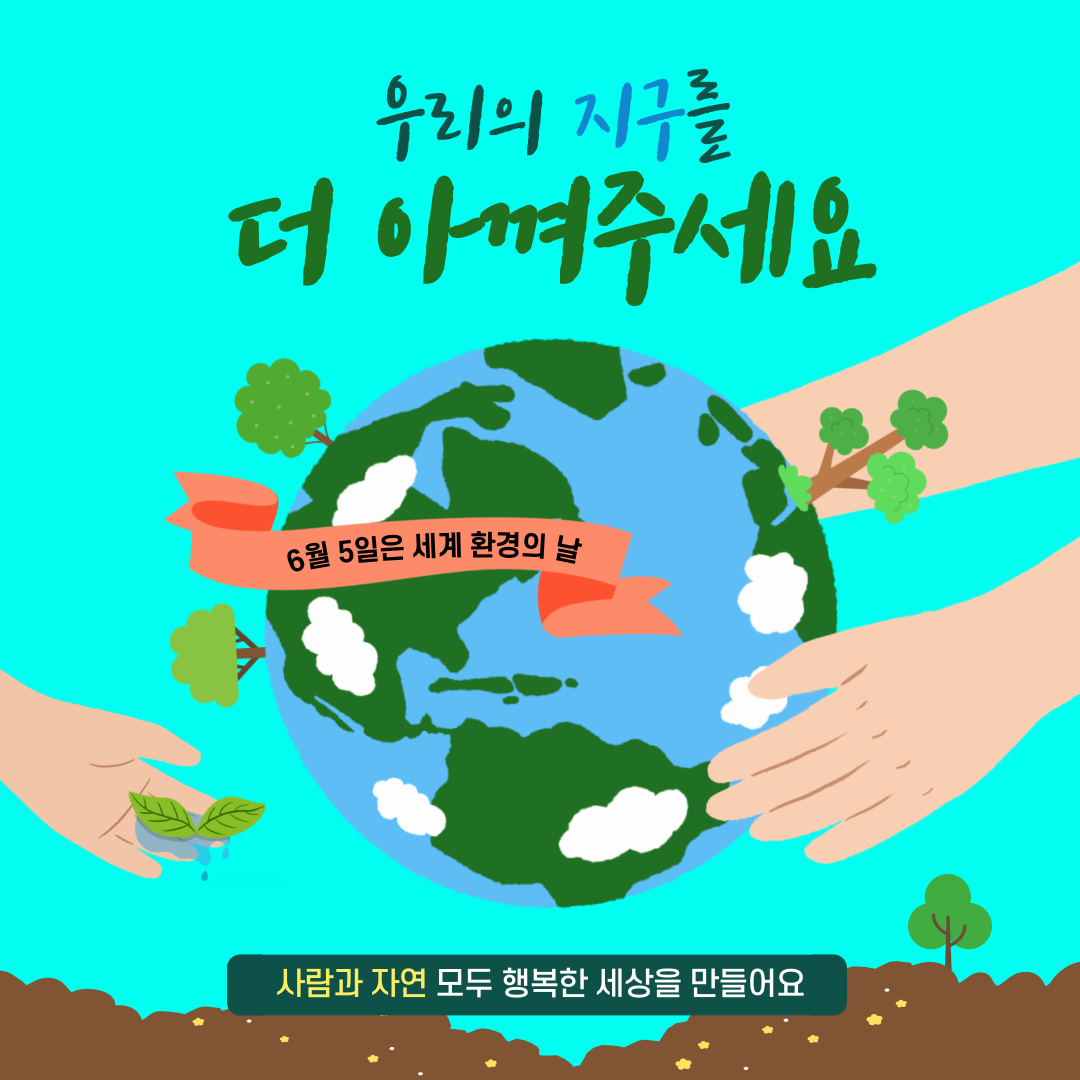 우리의 지구를
더 아껴주세요
6월 5일은 세계 환경의 날
사람과 자연 모두 행복한 세상을 만들어요